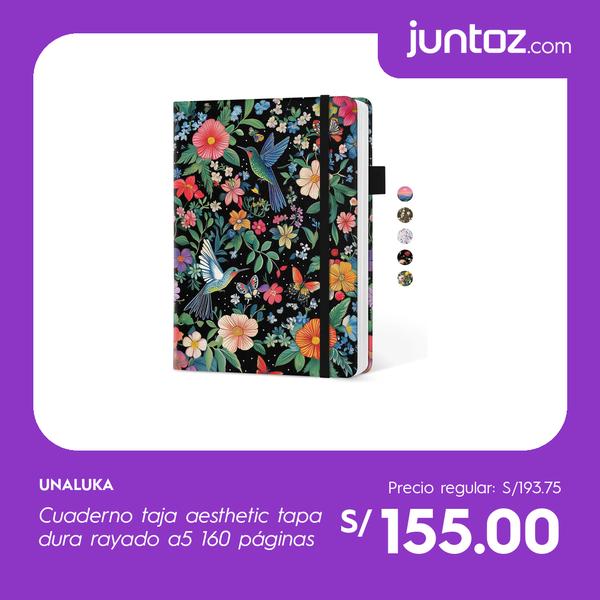 juntoz.com
UNALUKA
Cuaderno taja aesthetic tapa
dura rayado a5 160 páginas
Precio regular: S/193.75
S/155.00